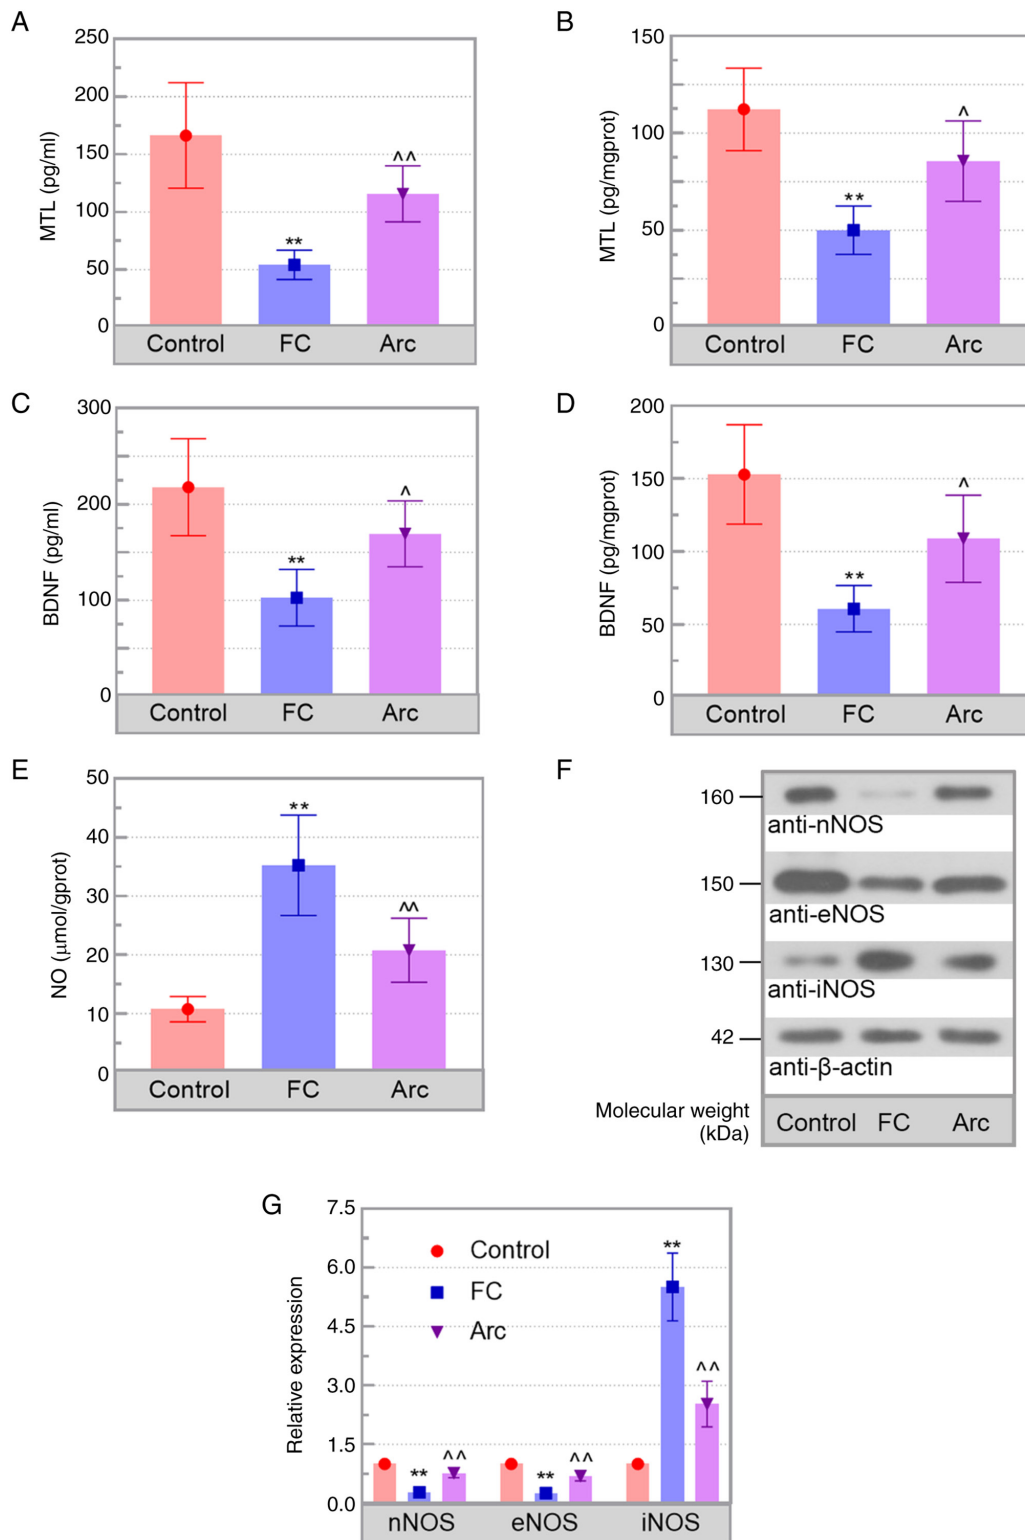 A
MTL (pg/ml)
250
200
150
100
50
0
**
^^
Control FC Arc
B
MTL (pg/mgprot)
150
100
50
0
**
^
Control FC Arc
C
BDNF (pg/ml)
300
200
100
0
**
^
Control FC Arc
D
BDNF (pg/mgprot)
200
150
100
50
0
**
^
Control FC Arc
E
NO (μmol/gprot)
50
40
30
20
10
0
**
^^
Control FC Arc
F
160
anti-nNOS
150
anti-eNOS
130
anti-iNOS
42
anti-β-actin
Molecular weight
(kDa)
Control FC Arc
G
Relative expression
7.5
6.0
4.5
3.0
1.5
0.0
Control
FC
Arc
** ^^
** ^^
** ^^
nNOS eNOS iNOS